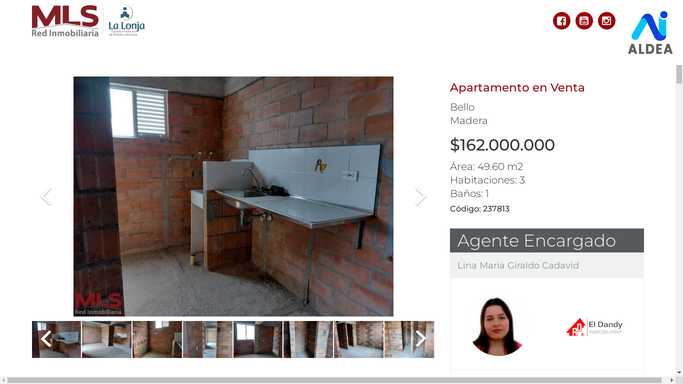 MLS
Red Inmobiliaria
La Lonja
ALDEA
Apartamento en Venta
Bello
Madera
$162.000.000
Área: 49.60 m2
Habitaciones: 3
Baños: 1
Código: 237813
Agente Encargado
Lina Maria Giraldo Cadavid
El Dandy
MLS
Red Inmobiliaria